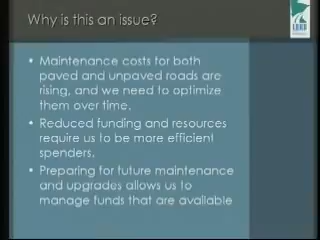 Why is this an issue?
• Maintenance costs for both
paved and unpaved roads are
rising, and we need to optimize
them over time.
• Reduced funding and resources
require us to be more efficient
spenders.
• Preparing for future maintenance
and upgrades allows us to
manage funds that are available